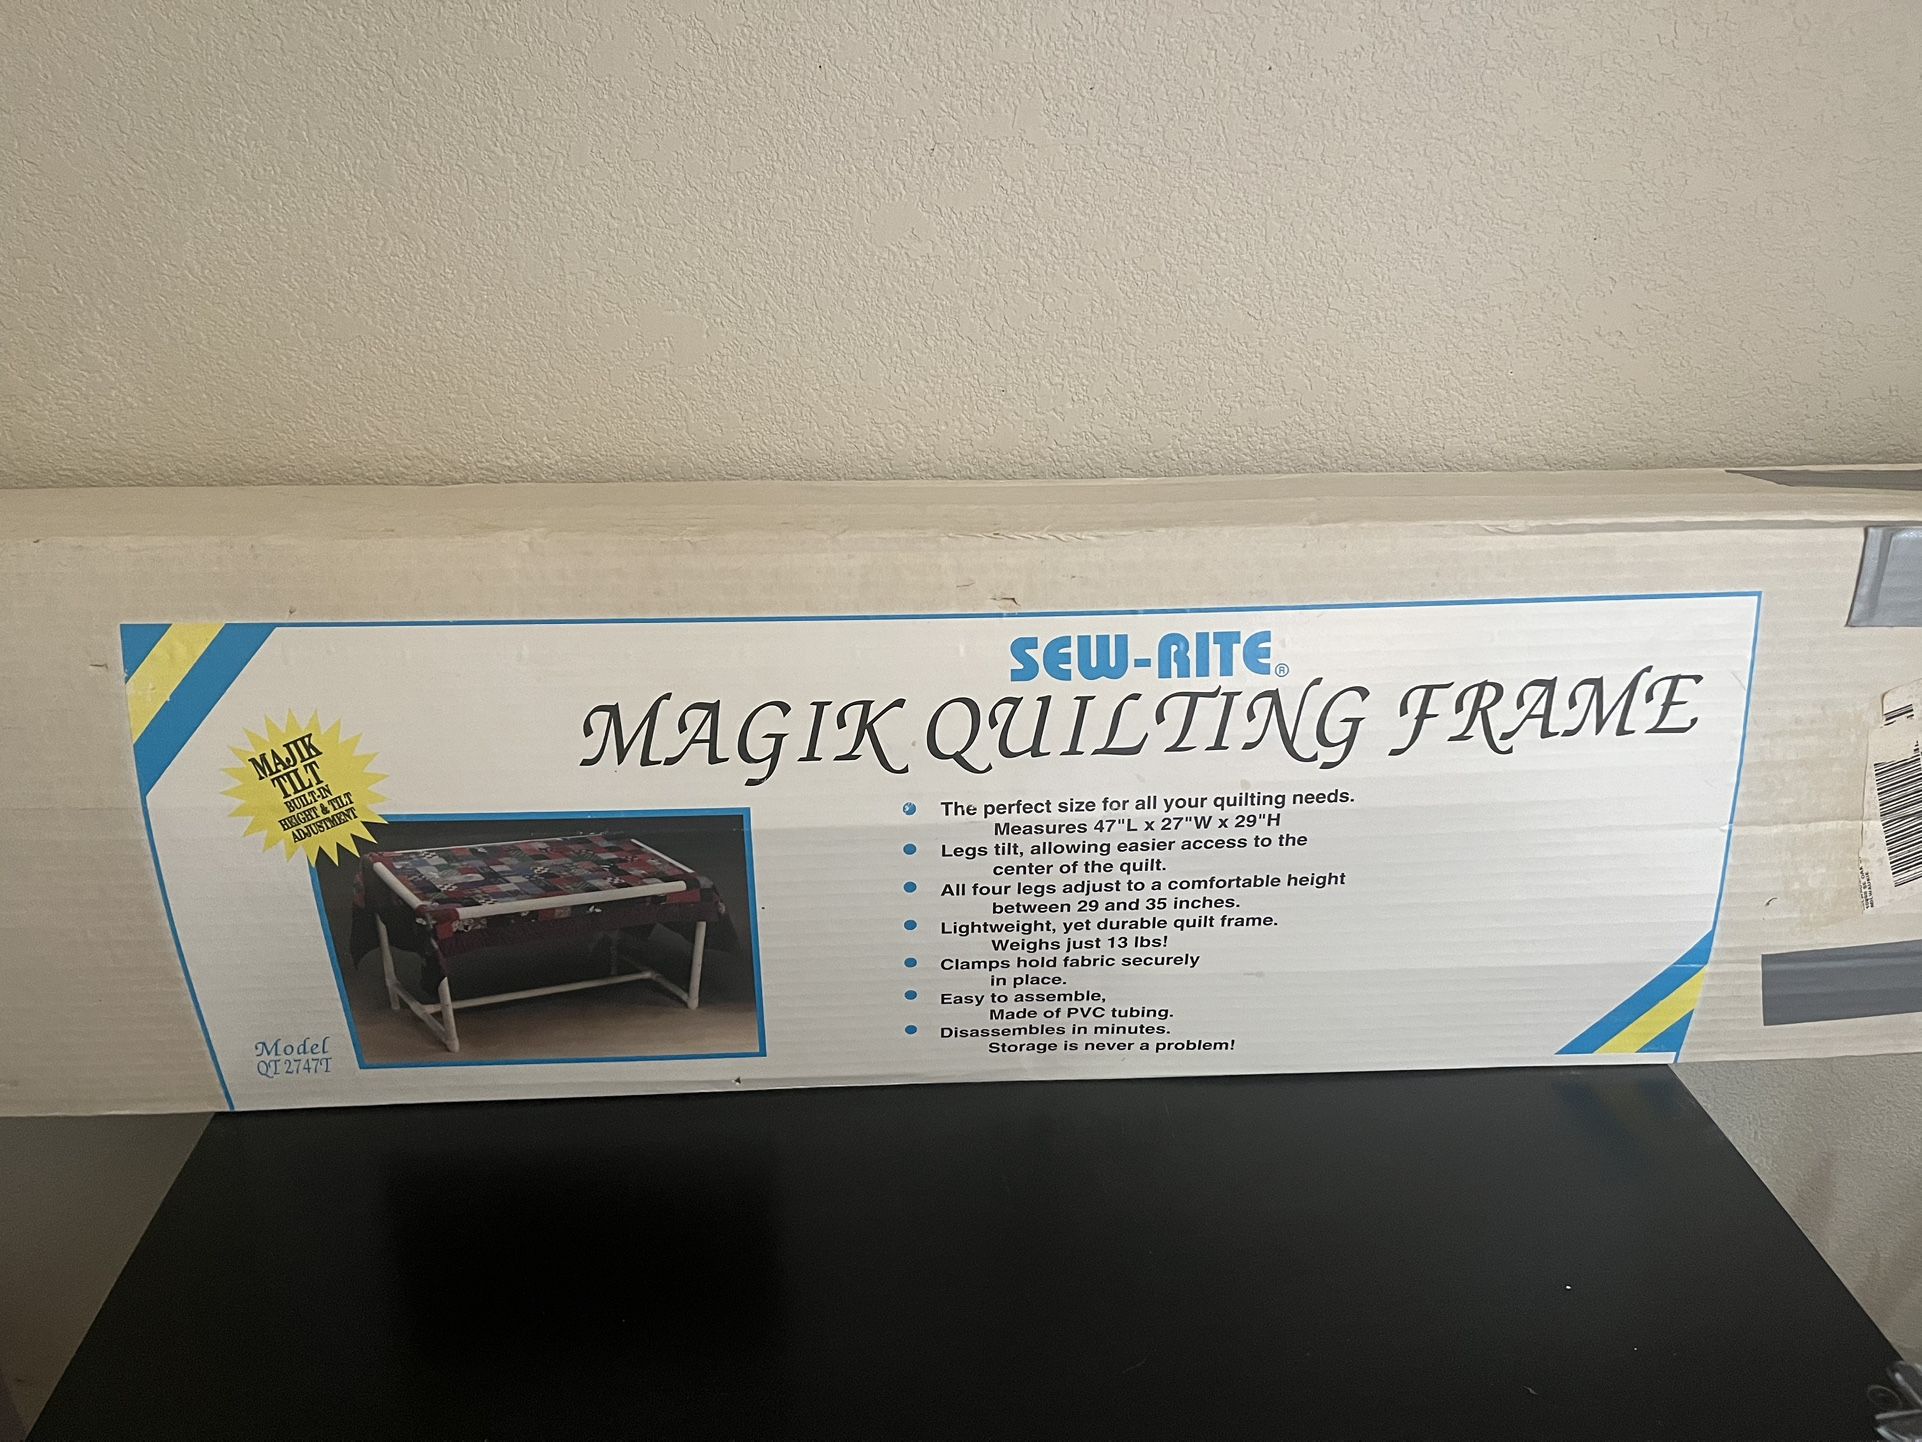 SEW-RITE®
MAGIK QUILTING FRAME
MAJIK
TILT
BUILT-IN
HEIGHT & TILT
ADJUSTMENT
The perfect size for all your quilting needs.
Measures 47"L x 27"W x 29"H
Legs tilt, allowing easier access to the
center of the quilt.
All four legs adjust to a comfortable height
between 29 and 35 inches.
Lightweight, yet durable quilt frame.
Weighs just 13 lbs!
Clamps hold fabric securely
in place.
Easy to assemble,
Made of PVC tubing.
Disassembles in minutes.
Storage is never a problem!
Model
QT2747T